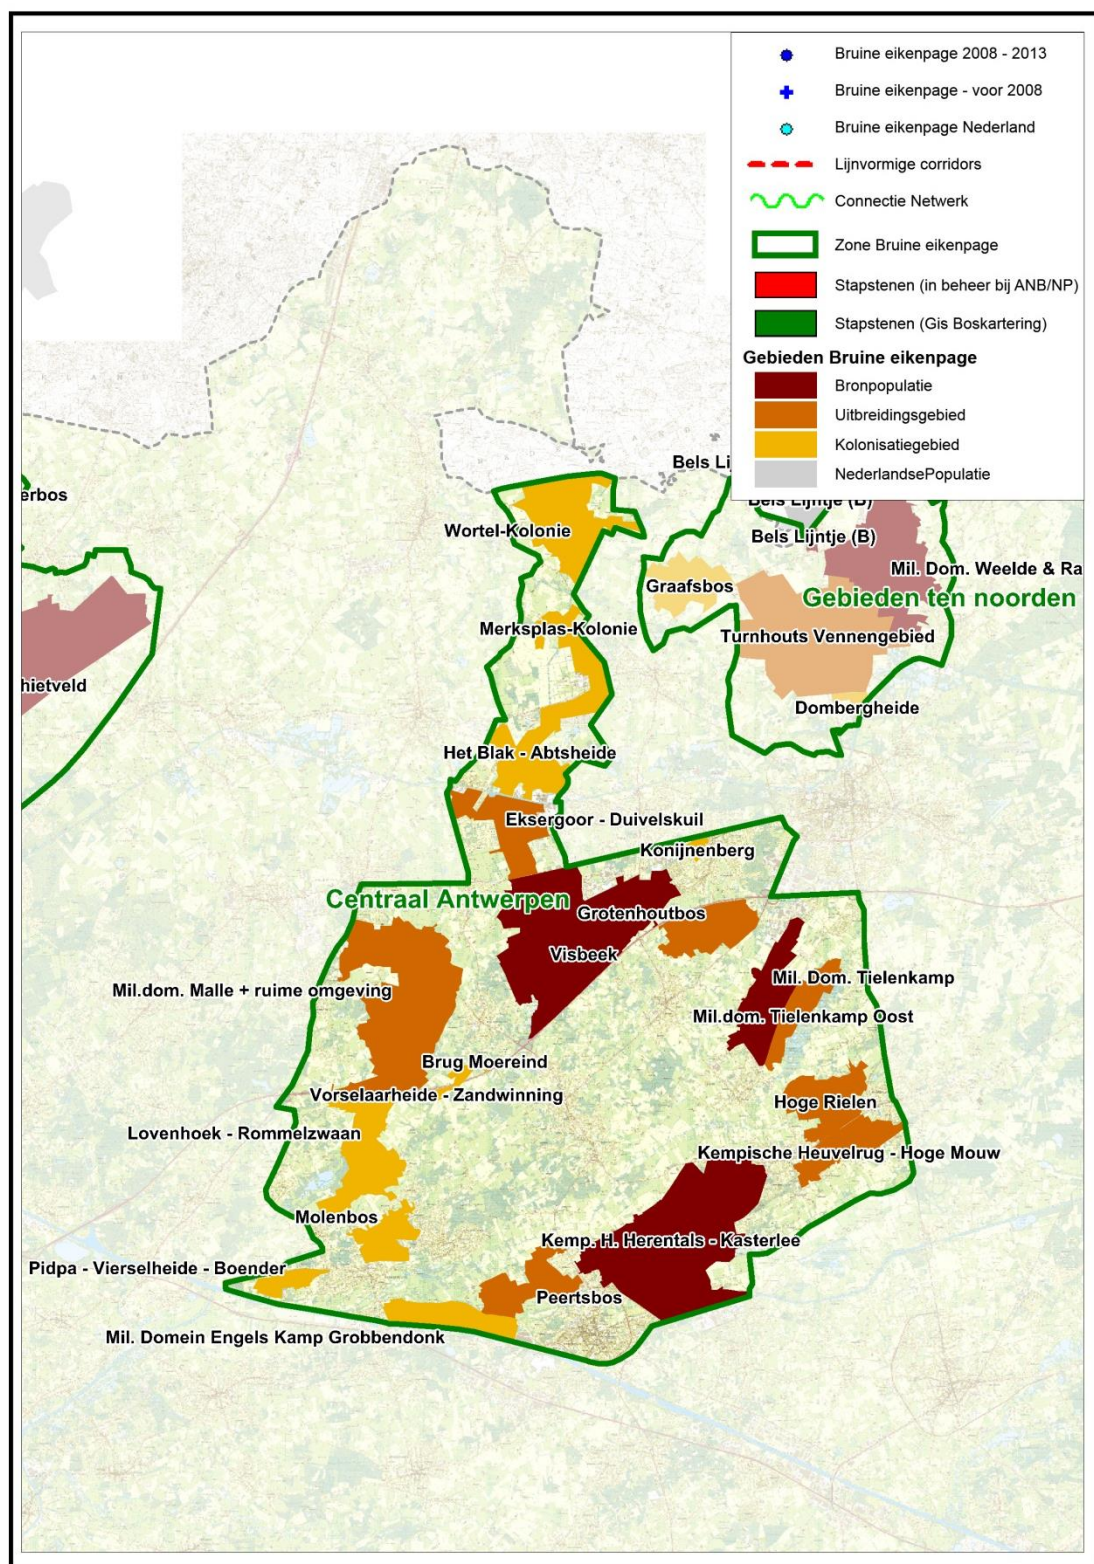 Bruine eikenpage 2008 - 2013
Bruine eikenpage - voor 2008
Bruine eikenpage Nederland
Lijnvormige corridors
Connectie Netwerk
Zone Bruine eikenpage
Stapstenen (in beheer bij ANB/NP)
Stapstenen (Gis Boskartering)
Gebieden Bruine eikenpage
Bronpopulatie
Uitbreidingsgebied
Kolonisatiegebied
NederlandsePopulatie
Bels Li
erbos
Bels Lijntje (B)
Wortel-Kolonie
Bels Lijntje (B)
Mil. Dom. Weelde & Ra
Graafsbos
Gebieden ten noorden
Merksplas-Kolonie
Turnhouts Vennengebied
hietveld
Dombergheide
Het Blak - Abtsheide
Eksergoor - Duivelskuil
Konijnenberg
Centraal Antwerpen
Grotenhoutbos
Visbeek
Mil. Dom. Tielenkamp
Mil.dom. Malle + ruime omgeving
Mil.dom. Tielenkamp Oost
Brug Moereind
Vorselaarheide - Zandwinning
Hoge Rielen
Lovenhoek - Rommelzwaan
Kempische Heuvelrug - Hoge Mouw
Molenbos
Kemp. H. Herentals - Kasterlee
Pidpa - Vierselheide - Boender
Peertsbos
Mil. Domein Engels Kamp Grobbendonk